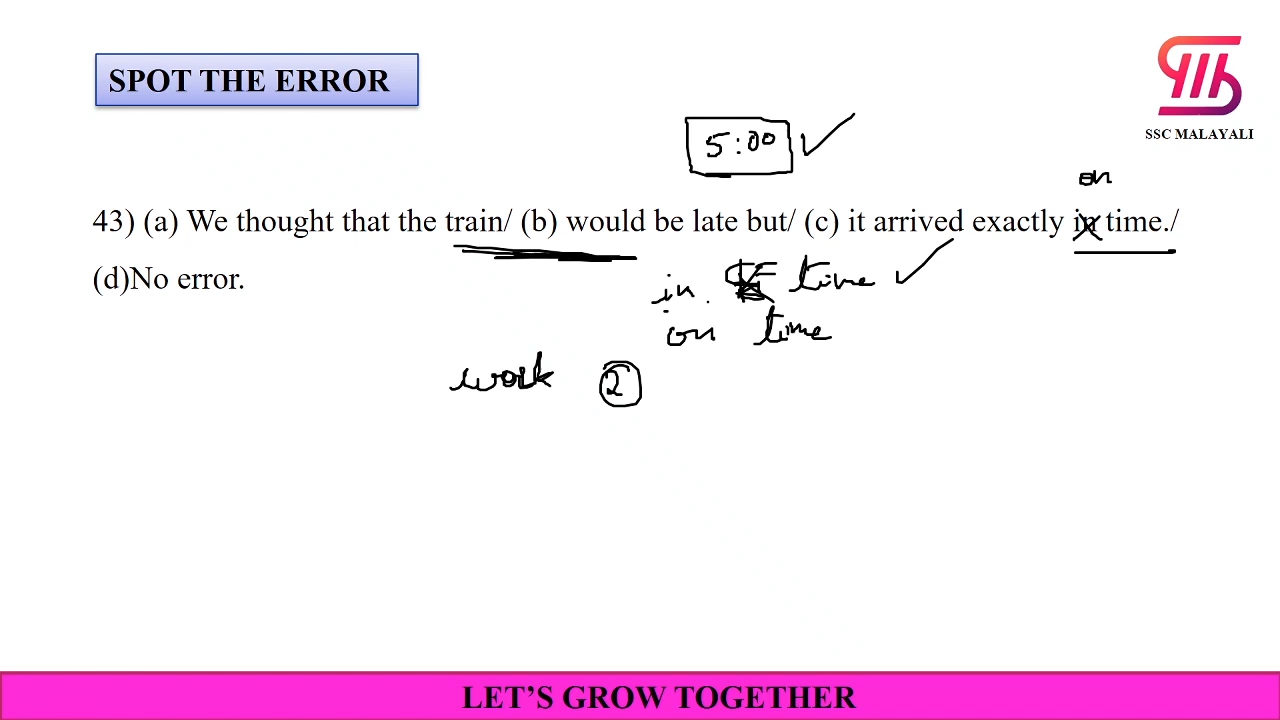 SPOT THE ERROR
SSC MALAYALI
5:00
on
43) (a) We thought that the train/ (b) would be late but/ (c) it arrived exactly in time./
(d)No error.
in. time
on time
work 2
LET'S GROW TOGETHER